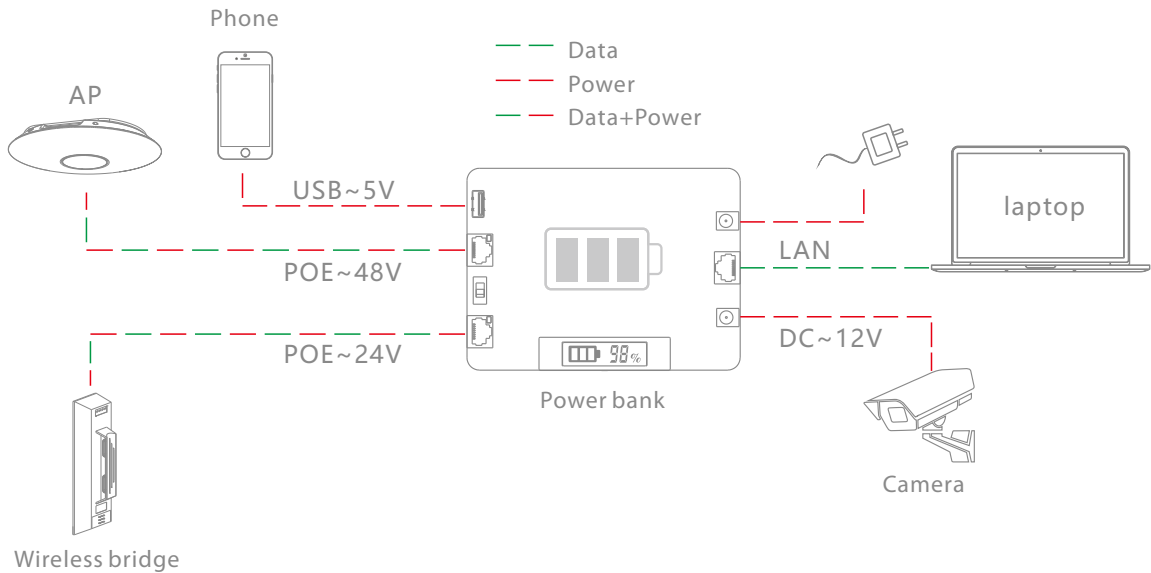 Phone
Data
Power
Data+Power
AP
USB~5V
laptop
LAN
POE~48V
DC~12V
POE~24V
98%
Power bank
Camera
Wireless bridge